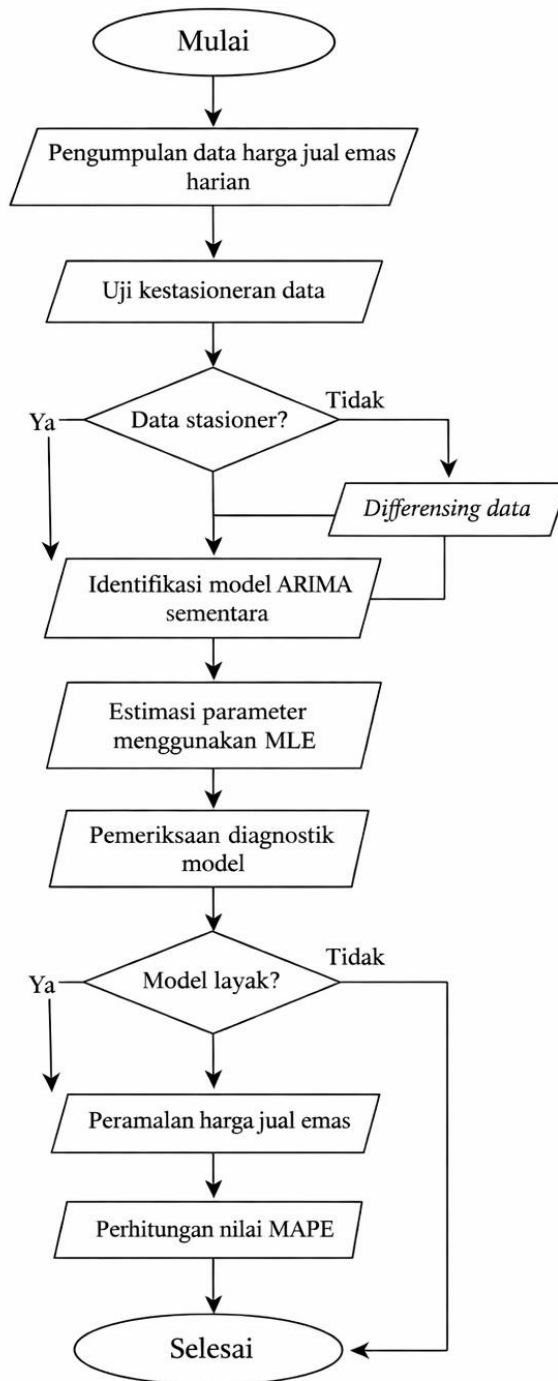 Mulai
Pengumpulan data harga jual emas
harian
Uji kestasioneran data
Data stasioner?
Tidak
Ya
Differensing data
Identifikasi model ARIMA
sementara
Estimasi parameter
menggunakan MLE
Pemeriksaan diagnostik
model
Model layak?
Tidak
Ya
Peramalan harga jual emas
Perhitungan nilai MAPE
Selesai